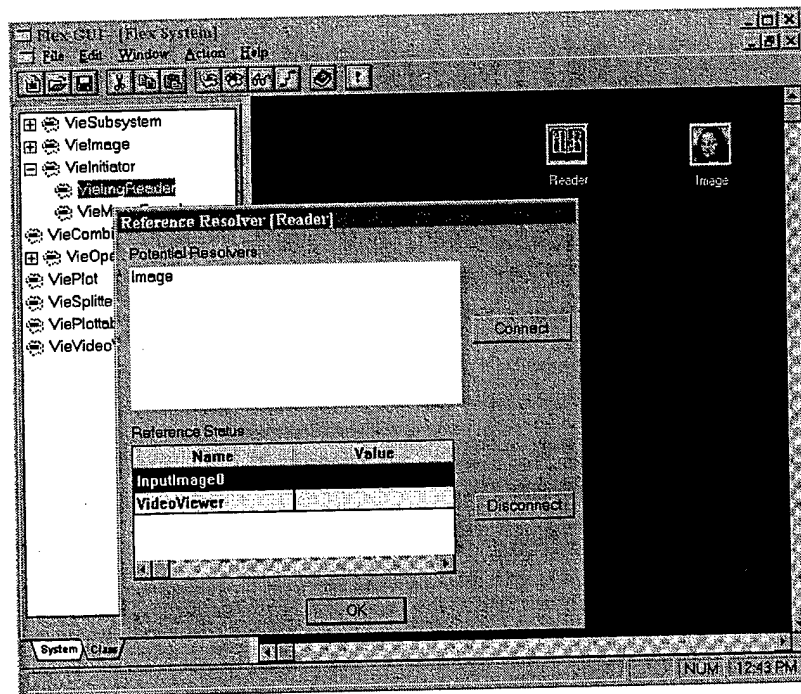 Flex GUI - [Flex System]
File Edit Window Action Help
VieSubsystem
VieImage
VieInitiator
VieImgReader
VieCombi
VieOpe
ViePlot
VieSplitte
ViePlottab
VieVideo
Reader
Image
Reference Resolver [Reader]
Potential Resolvers
Image
Connect
Reference Status
Name Value
InputImage0
VideoViewer
Disconnect
OK
System Class
NUM 12:43 PM